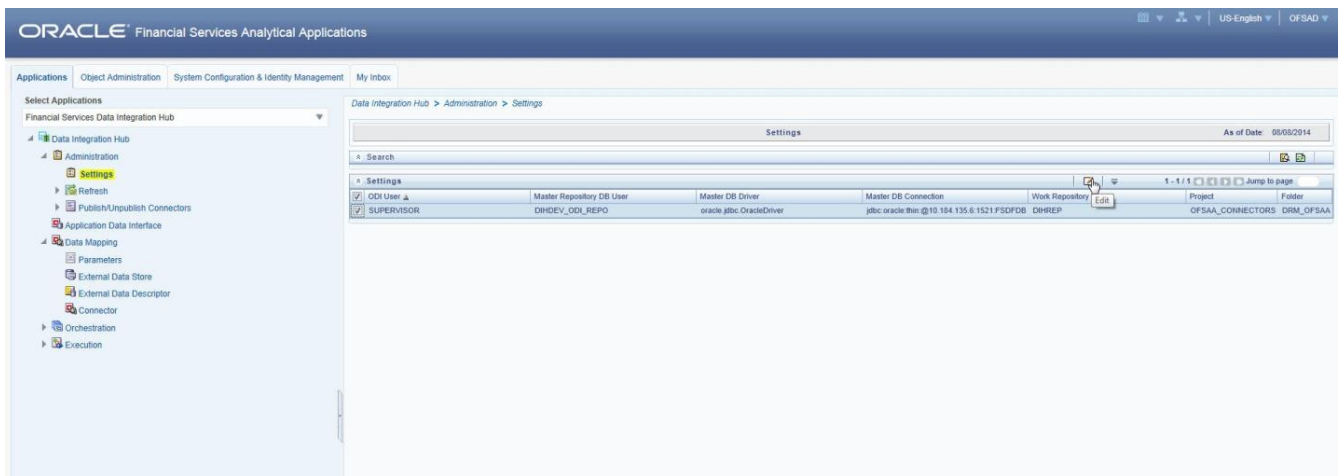 US-English OFSAD
ORACLE Financial Services Analytical Applications
Applications Object Administration System Configuration & Identity Management My Inbox
Select Applications
Financial Services Data Integration Hub
Data Integration Hub
Administration
Settings
Refresh
Publish/Unpublish Connectors
Application Data Interface
Data Mapping
Parameters
External Data Store
External Data Descriptor
Connector
Orchestration
Execution
Data Integration Hub > Administration > Settings
Settings As of Date: 08/08/2014
Search
Settings 1 - 1 / 1 Jump to page
ODI User Master Repository DB User Master DB Driver Master DB Connection Work Repository Project Folder
Edit
SUPERVISOR DIHDEV_ODI_REPO oracle.jdbc.OracleDriver jdbc:oracle:thin:@10.184.135.6:1521:FSDFDB DIHREP OFSAA_CONNECTORS DRM_OFSAA